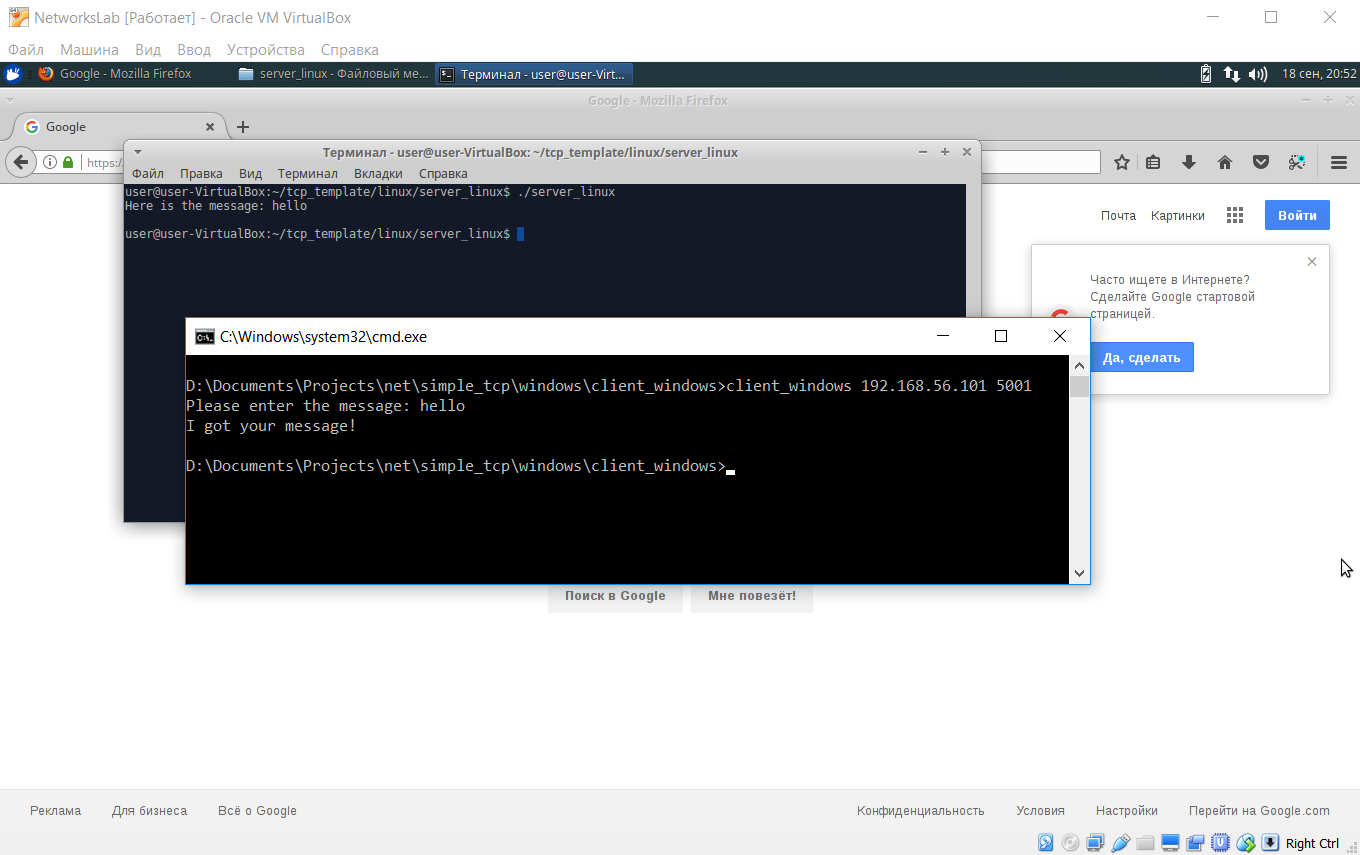 NetworksLab [Работает] - Oracle VM VirtualBox
Файл Машина Вид Ввод Устройства Справка
Google - Mozilla Firefox server_linux - Файловый ме... Терминал - user@user-Virt... 18 сен, 20:52
Google - Mozilla Firefox
Google
https:/
Терминал - user@user-VirtualBox: ~/tcp_template/linux/server_linux
Файл Правка Вид Терминал Вкладки Справка
user@user-VirtualBox:~/tcp_template/linux/server_linux$ ./server_linux
Here is the message: hello
user@user-VirtualBox:~/tcp_template/linux/server_linux$
Почта Картинки Войти
Часто ищете в Интернете?
Сделайте Google стартовой
страницей.
Да, сделать
C:\Windows\system32\cmd.exe
D:\Documents\Projects\net\simple_tcp\windows\client_windows>client_windows 192.168.56.101 5001
Please enter the message: hello
I got your message!
D:\Documents\Projects\net\simple_tcp\windows\client_windows>
Поиск в Google Мне повезёт!
Реклама Для бизнеса Всё о Google Конфиденциальность Условия Настройки Перейти на Google.com
Right Ctrl